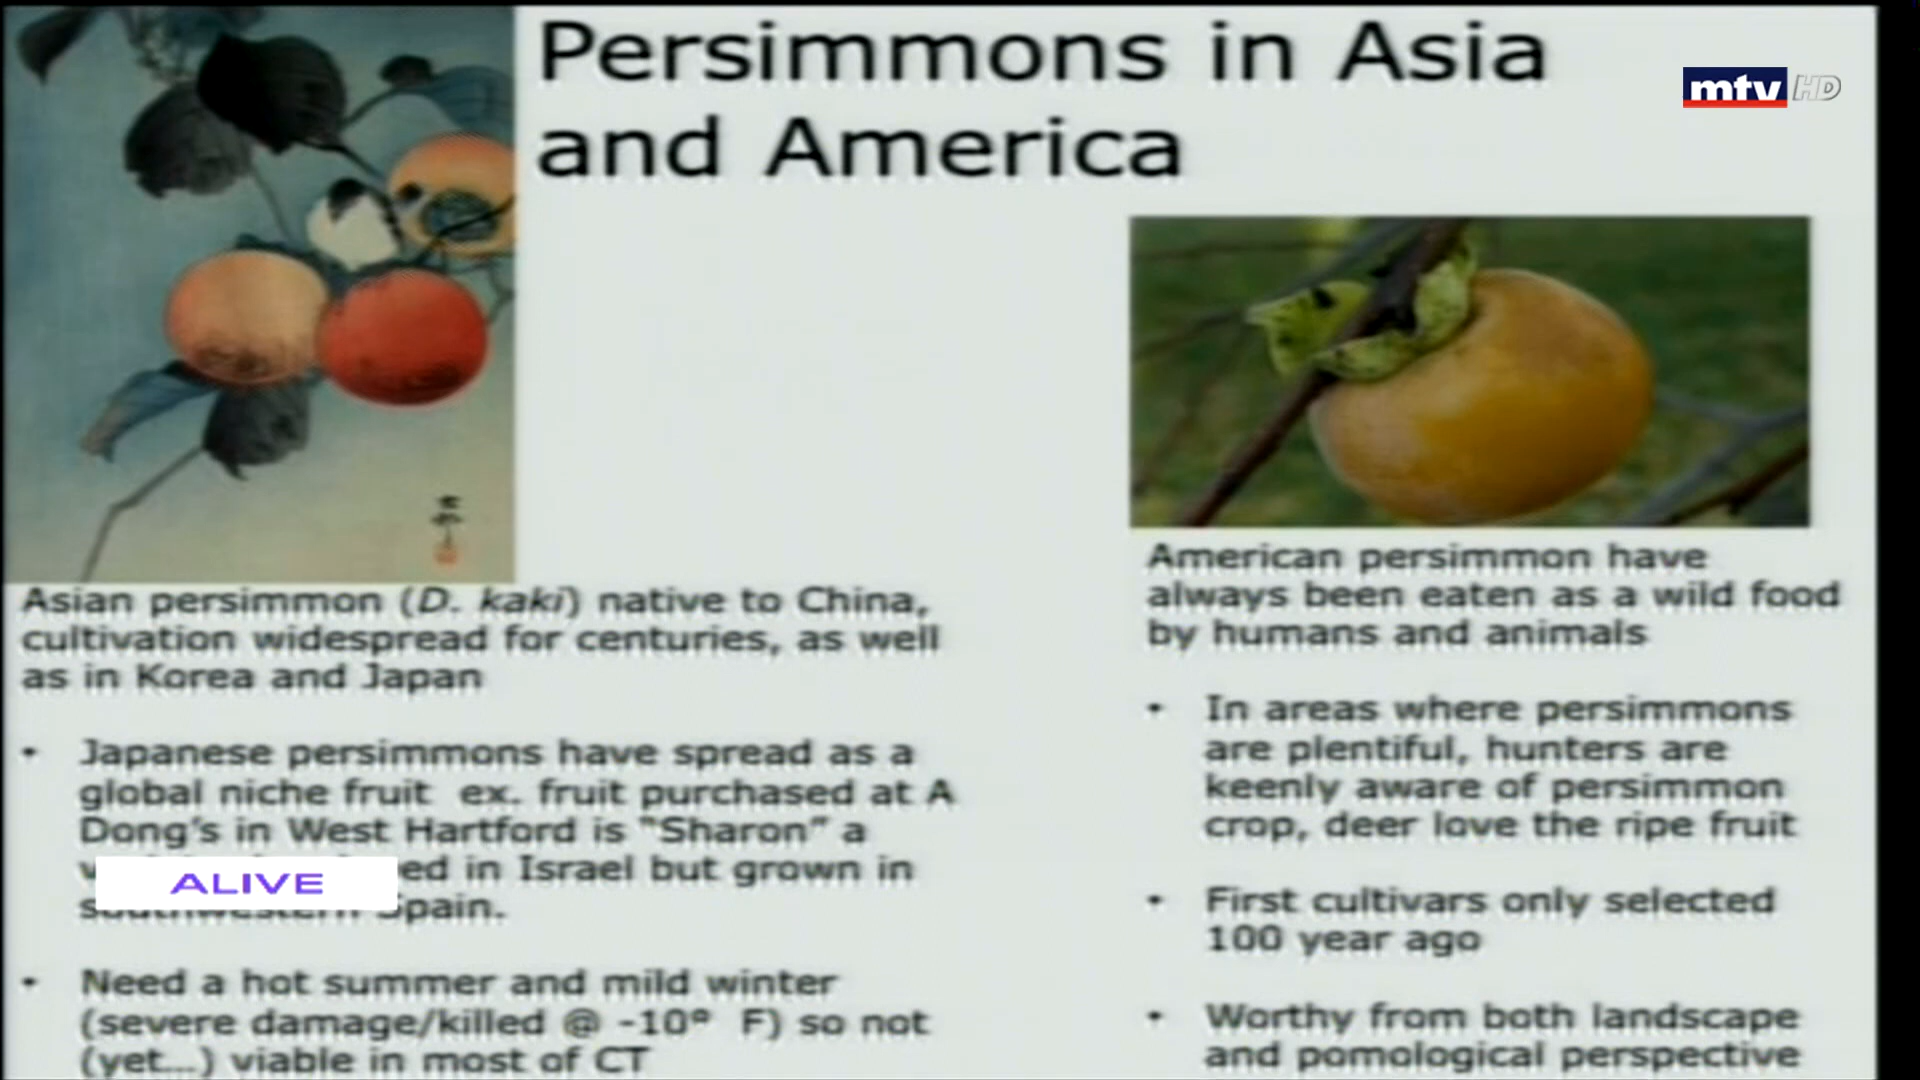 Persimmons in Asia
and America
mtv HD
Asian persimmon (D. kaki) native to China,
cultivation widespread for centuries, as well
as in Korea and Japan
• Japanese persimmons have spread as a
global niche fruit ex. fruit purchased at A
Dong's in West Hartford is "Sharon" a
ed in Israel but grown in
southwestern Spain.
ALIVE
• Need a hot summer and mild winter
(severe damage/killed @ -10° F) so not
(yet...) viable in most of CT
American persimmon have
always been eaten as a wild food
by humans and animals
• In areas where persimmons
are plentiful, hunters are
keenly aware of persimmon
crop, deer love the ripe fruit
• First cultivars only selected
100 year ago
• Worthy from both landscape
and pomological perspective